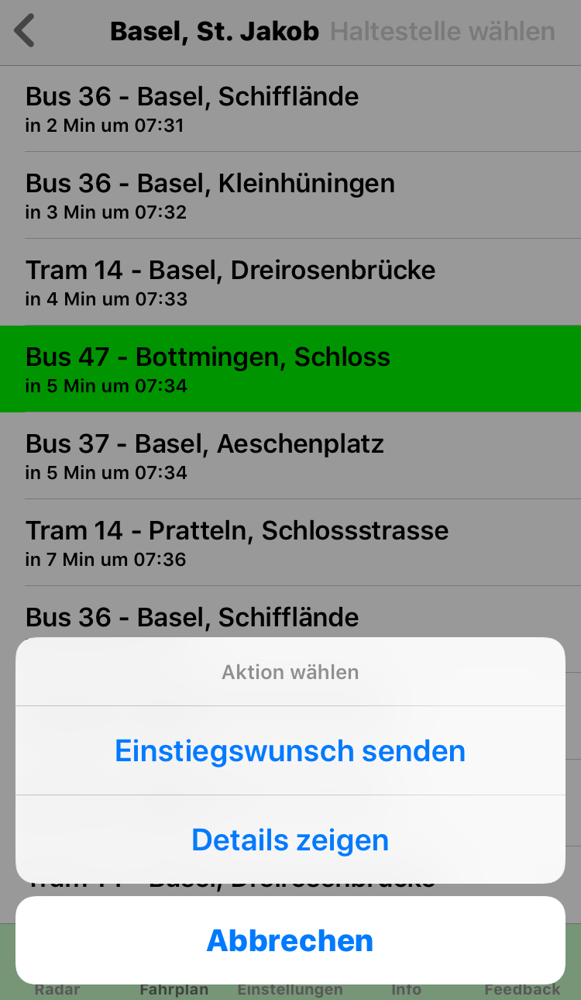 Basel, St. Jakob Haltestelle wählen
Bus 36 - Basel, Schifflände
in 2 Min um 07:31
Bus 36 - Basel, Kleinhüningen
in 3 Min um 07:32
Tram 14 - Basel, Dreirosenbrücke
in 4 Min um 07:33
Bus 47 - Bottmingen, Schloss
in 5 Min um 07:34
Bus 37 - Basel, Aeschenplatz
in 5 Min um 07:34
Tram 14 - Pratteln, Schlossstrasse
in 7 Min um 07:36
Bus 36 - Basel, Schifflände
Aktion wählen
Einstiegswunsch senden
Details zeigen
Tram 14 - Basel, Dreirosenbrücke
Abbrechen
Radar Fahrplan Einstellungen Info Feedback